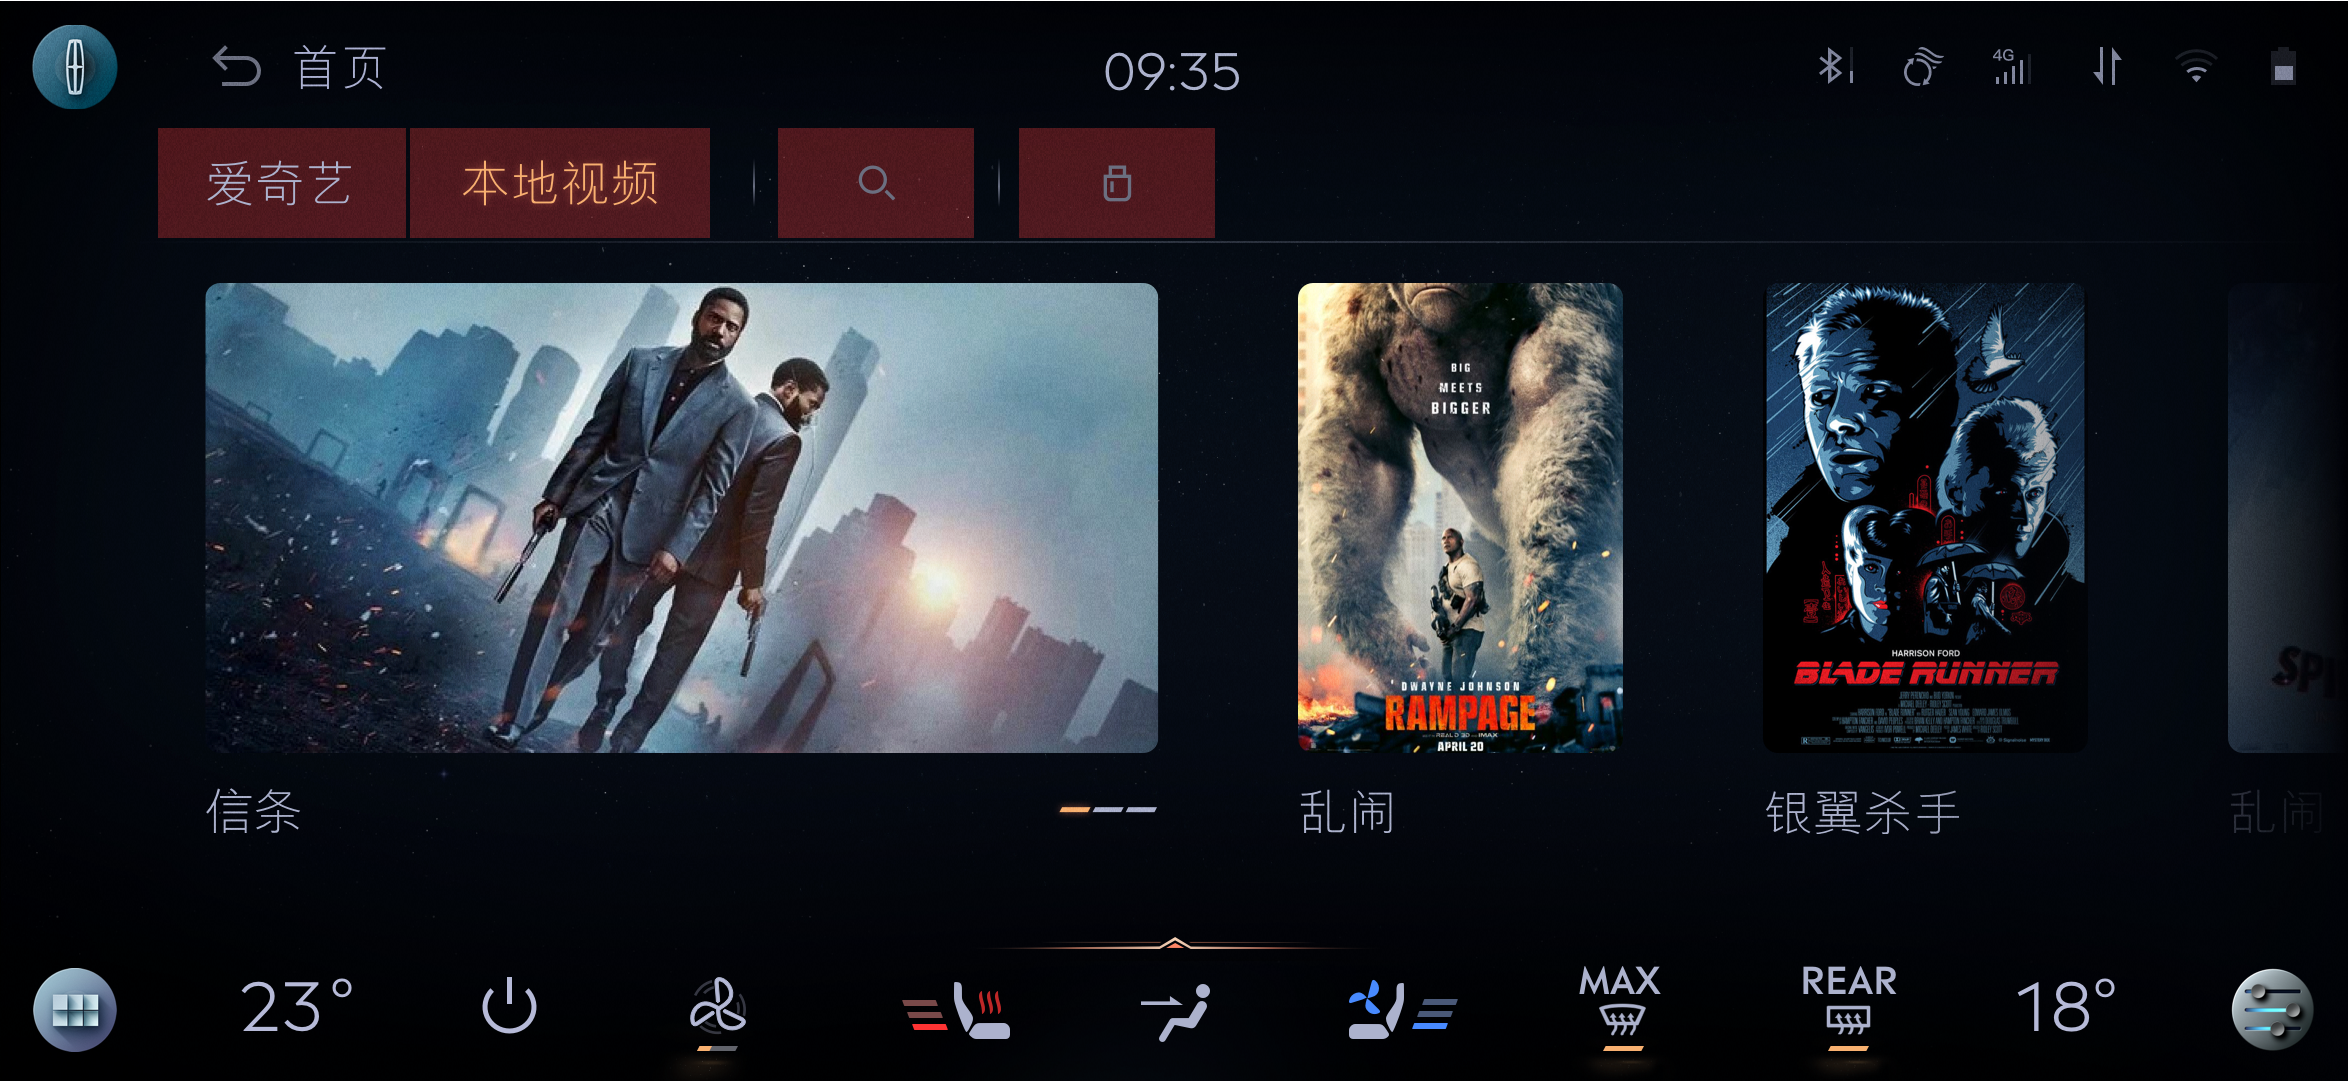 首页
09:35
4G
爱奇艺
本地视频
BIG
MEETS
BIGGER
DWAYNE JOHNSON
RAMPAGE
APRIL 20
HARRISON FORD
BLADE RUNNER
信条
乱闹
银翼杀手
乱闹
23°
MAX
REAR
18°